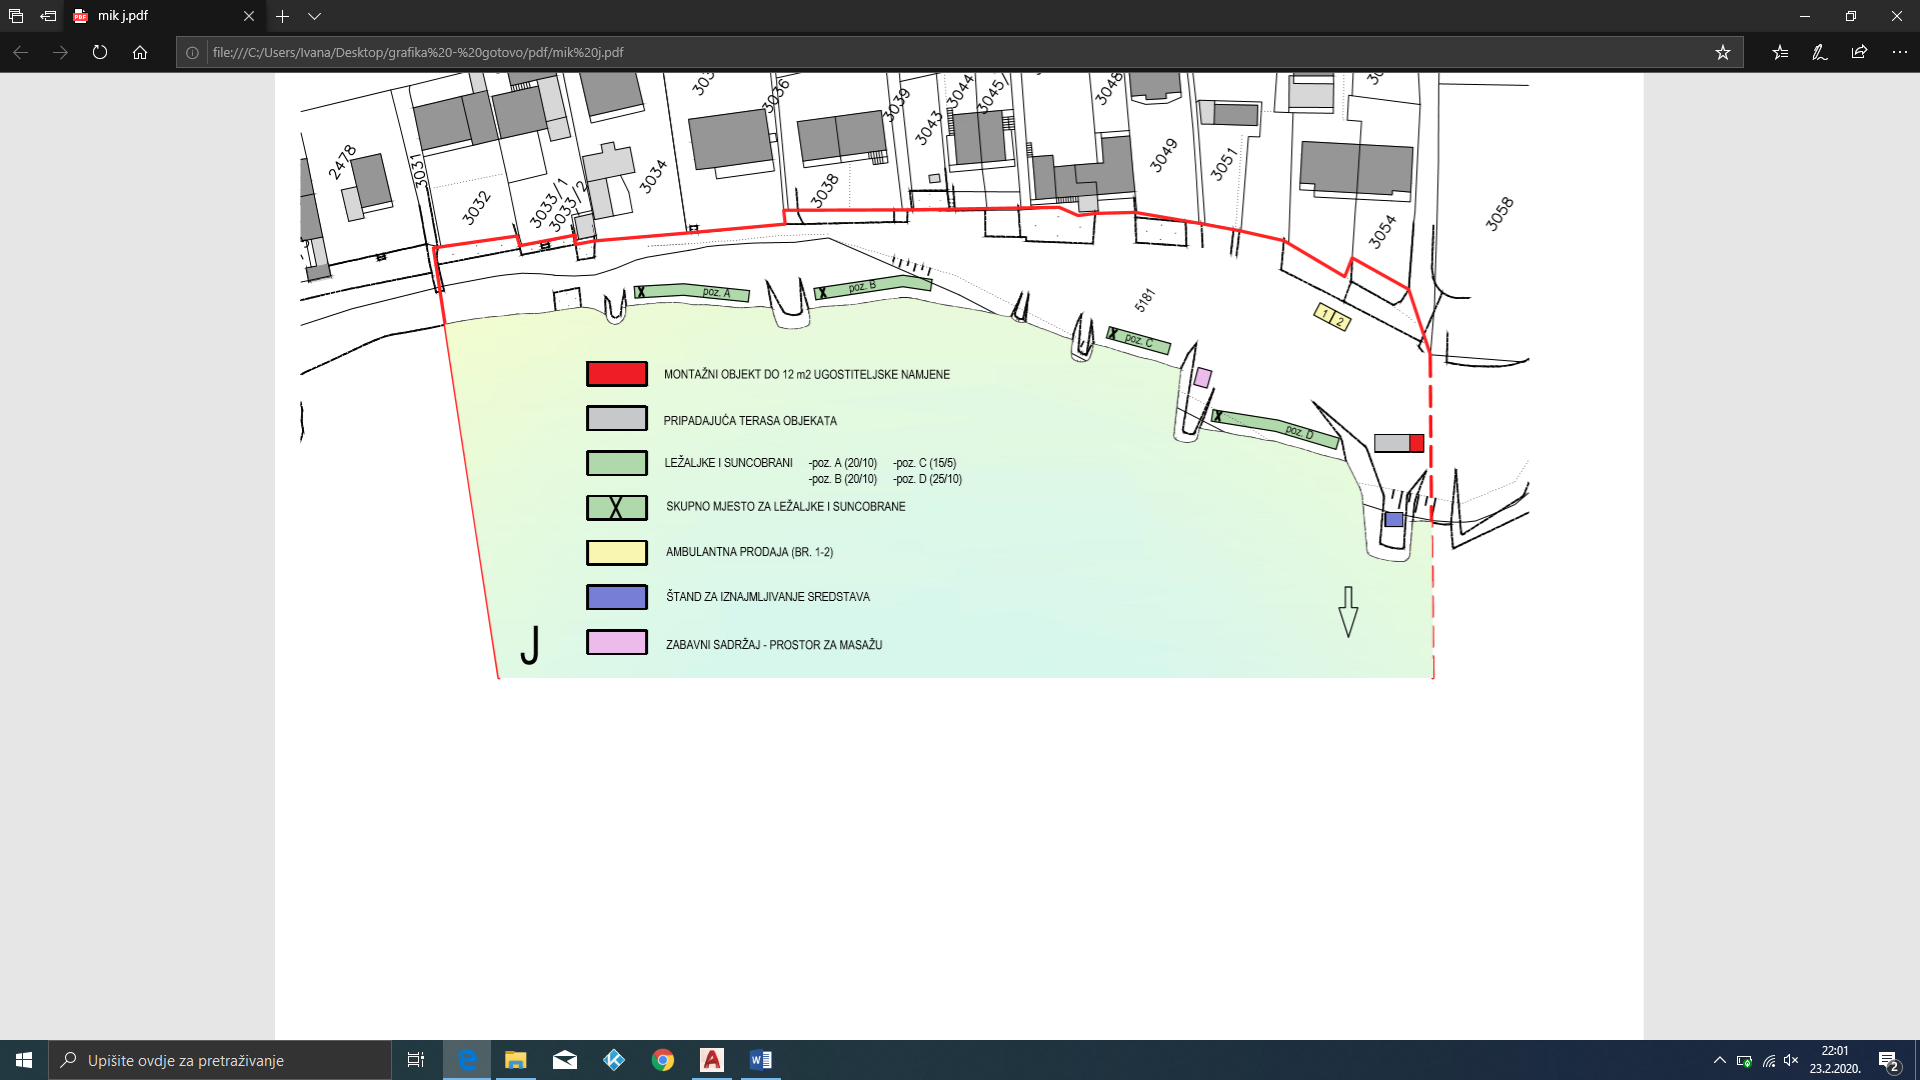 mik j.pdf
file:///C:/Users/Ivana/Desktop/grafika%20-%20gotovo/pdf/mik%20j.pdf
3036
3039
3044
3045/
3048
2478
3031
3032
3033/1
3033/2
3034
3038
3043
3049
3051
3054
3058
5181
poz. A
poz. B
poz. C
poz. D
1 2
X
X
X
X
MONTAŽNI OBJEKT DO 12 m2 UGOSTITELJSKE NAMJENE
PRIPADAJUĆA TERASA OBJEKATA
LEŽALJKE I SUNCOBRANI -poz. A (20/10) -poz. C (15/5)
-poz. B (20/10) -poz. D (25/10)
X SKUPNO MJESTO ZA LEŽALJKE I SUNCOBRANE
AMBULANTNA PRODAJA (BR. 1-2)
ŠTAND ZA IZNAJMLJIVANJE SREDSTAVA
ZABAVNI SADRŽAJ - PROSTOR ZA MASAŽU
J
Upišite ovdje za pretraživanje
22:01
23.2.2020.
2